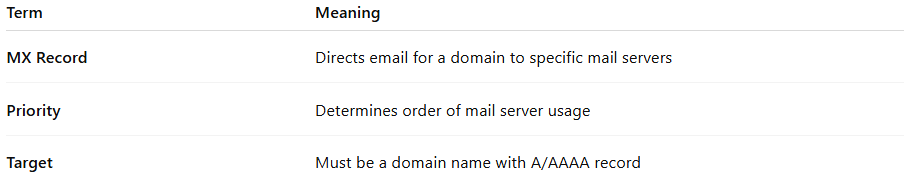 Term Meaning
MX Record Directs email for a domain to specific mail servers
Priority Determines order of mail server usage
Target Must be a domain name with A/AAAA record